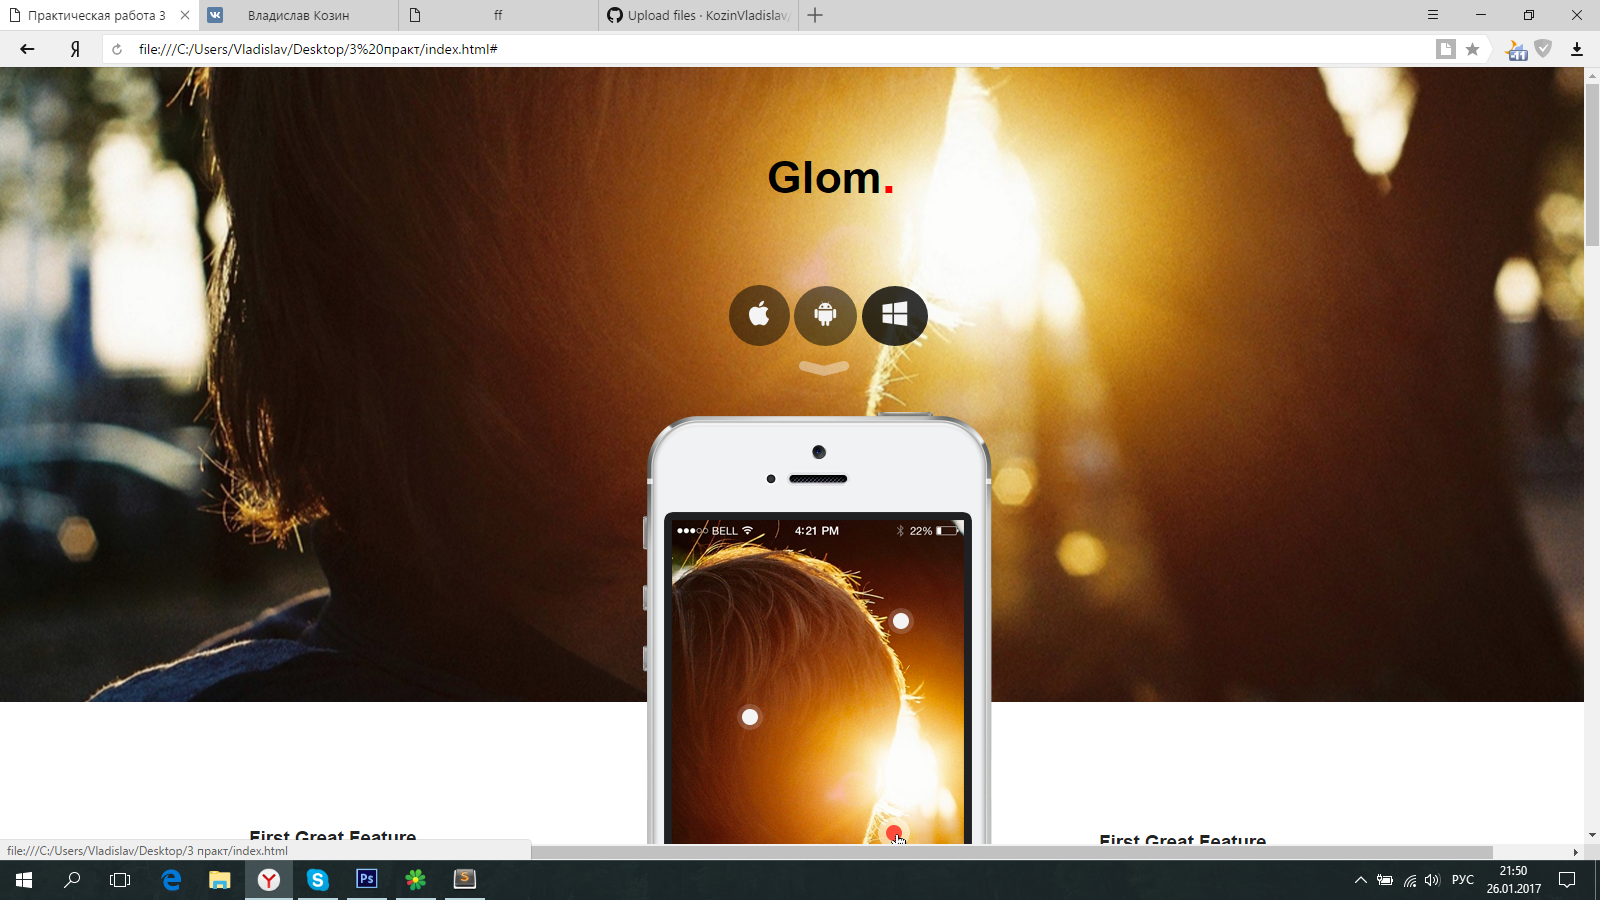 Практическая работа 3
Владислав Козин
ff
Upload files · KozinVladislav/
Я
file:///C:/Users/Vladislav/Desktop/3%20практ/index.html#
11
Glom.
BELL
4:21 PM
22%
First Great Feature
First Great Feature
file:///C:/Users/Vladislav/Desktop/3 практ/index.html
Ps
S
РУС
21:50
26.01.2017